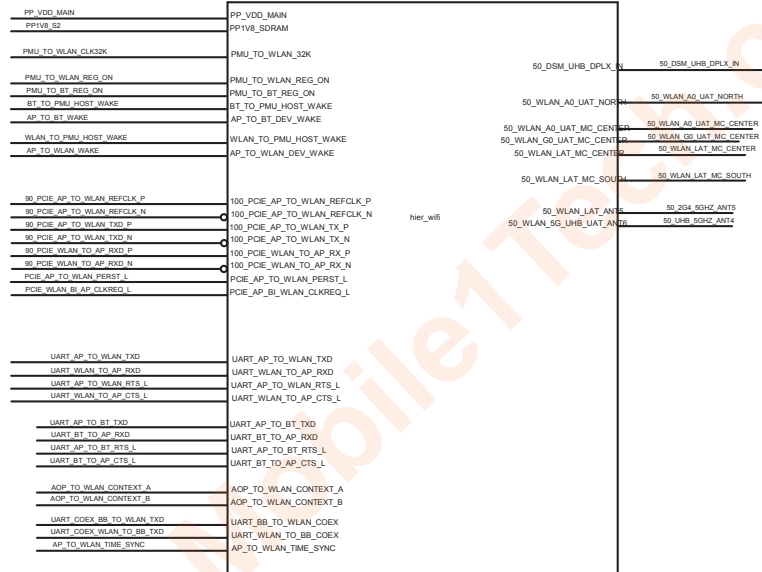 PP_VDD_MAIN PP_VDD_MAIN
PP1V8_S2 PP1V8_SDRAM
PMU_TO_WLAN_CLK32K PMU_TO_WLAN_32K
50_DSM_UHB_DPLX_IN 50_DSM_UHB_DPLX_IN
PMU_TO_WLAN_REG_ON PMU_TO_WLAN_REG_ON
PMU_TO_BT_REG_ON PMU_TO_BT_REG_ON
BT_TO_PMU_HOST_WAKE BT_TO_PMU_HOST_WAKE
50_WLAN_A0_UAT_NORTH 50_WLAN_A0_UAT_NORTH
AP_TO_BT_WAKE AP_TO_BT_DEV_WAKE
50_WLAN_A0_UAT_MC_CENTER 50_WLAN_A0_UAT_MC_CENTER
WLAN_TO_PMU_HOST_WAKE WLAN_TO_PMU_HOST_WAKE
50_WLAN_G0_UAT_MC_CENTER 50_WLAN_G0_UAT_MC_CENTER
AP_TO_WLAN_WAKE AP_TO_WLAN_DEV_WAKE
50_WLAN_LAT_MC_CENTER 50_WLAN_LAT_MC_CENTER
50_WLAN_LAT_MC_SOUTH 50_WLAN_LAT_MC_SOUTH
90_PCIE_AP_TO_WLAN_REFCLK_P 100_PCIE_AP_TO_WLAN_REFCLK_P
90_PCIE_AP_TO_WLAN_REFCLK_N 100_PCIE_AP_TO_WLAN_REFCLK_N
hier_wifi
50_WLAN_LAT_ANT5 50_2G4_5GHZ_ANT5
90_PCIE_AP_TO_WLAN_TXD_P 100_PCIE_AP_TO_WLAN_TX_P
50_WLAN_5G_UHB_UAT_ANT6 50_UHB_5GHZ_ANT4
90_PCIE_AP_TO_WLAN_TXD_N 100_PCIE_AP_TO_WLAN_TX_N
90_PCIE_WLAN_TO_AP_RXD_P 100_PCIE_WLAN_TO_AP_RX_P
90_PCIE_WLAN_TO_AP_RXD_N 100_PCIE_WLAN_TO_AP_RX_N
PCIE_AP_TO_WLAN_PERST_L PCIE_AP_TO_WLAN_PERST_L
PCIE_WLAN_BI_AP_CLKREQ_L PCIE_AP_BI_WLAN_CLKREQ_L
UART_AP_TO_WLAN_TXD UART_AP_TO_WLAN_TXD
UART_WLAN_TO_AP_RXD UART_WLAN_TO_AP_RXD
UART_AP_TO_WLAN_RTS_L UART_AP_TO_WLAN_RTS_L
UART_WLAN_TO_AP_CTS_L UART_WLAN_TO_AP_CTS_L
UART_AP_TO_BT_TXD UART_AP_TO_BT_TXD
UART_BT_TO_AP_RXD UART_BT_TO_AP_RXD
UART_AP_TO_BT_RTS_L UART_AP_TO_BT_RTS_L
UART_BT_TO_AP_CTS_L UART_BT_TO_AP_CTS_L
AOP_TO_WLAN_CONTEXT_A AOP_TO_WLAN_CONTEXT_A
AOP_TO_WLAN_CONTEXT_B AOP_TO_WLAN_CONTEXT_B
UART_COEX_BB_TO_WLAN_TXD UART_BB_TO_WLAN_COEX
UART_COEX_WLAN_TO_BB_TXD UART_WLAN_TO_BB_COEX
AP_TO_WLAN_TIME_SYNC AP_TO_WLAN_TIME_SYNC
Mobile1Tech.c